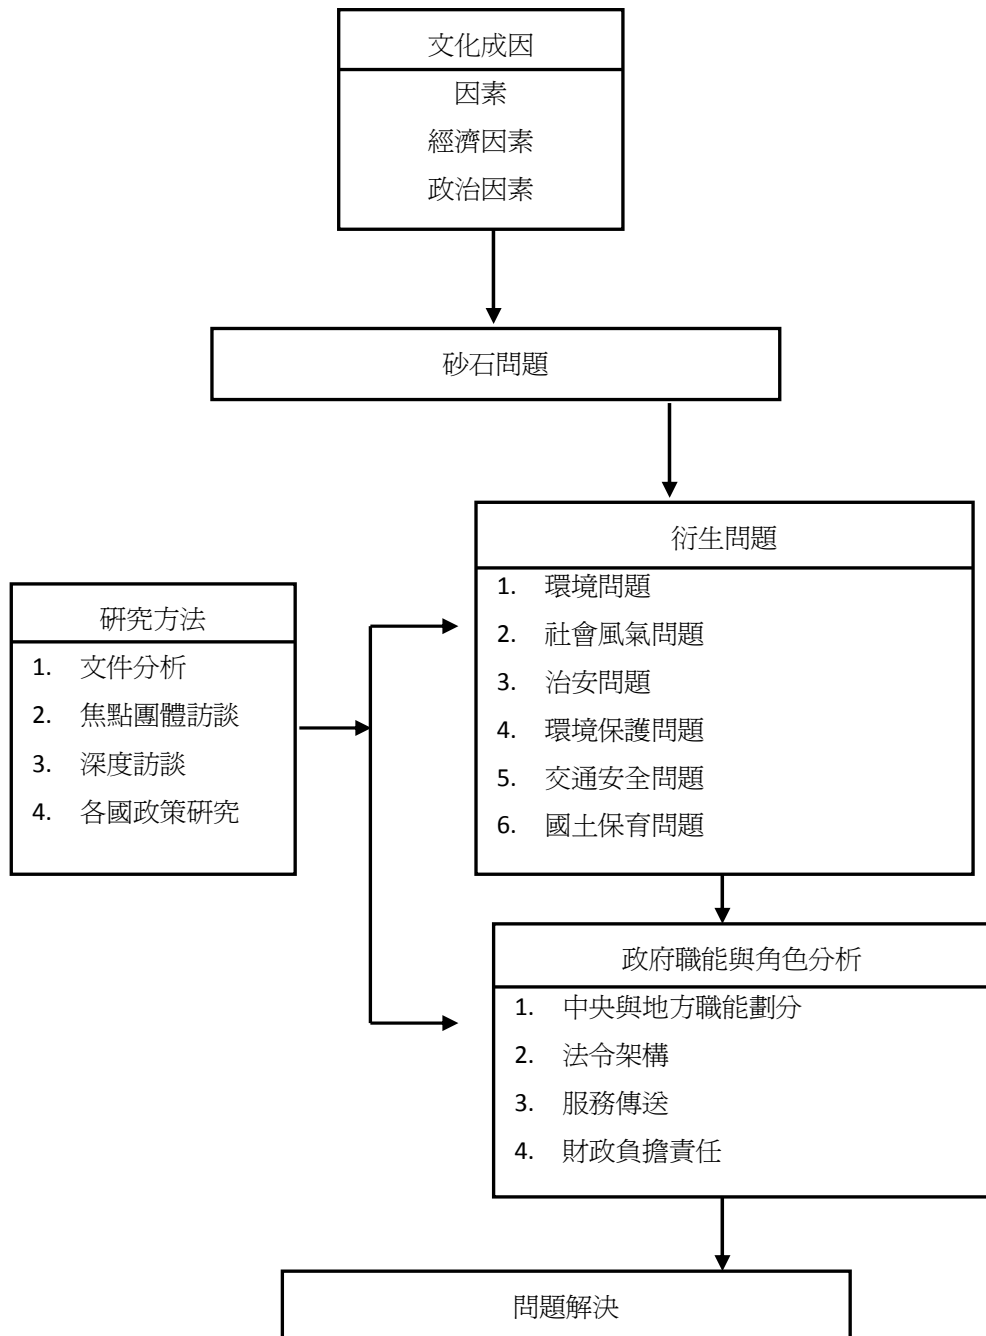 文化成因
因素
經濟因素
政治因素
砂石問題
衍生問題
1. 環境問題
2. 社會風氣問題
3. 治安問題
4. 環境保護問題
5. 交通安全問題
6. 國土保育問題
研究方法
1. 文件分析
2. 焦點團體訪談
3. 深度訪談
4. 各國政策研究
政府職能與角色分析
1. 中央與地方職能劃分
2. 法令架構
3. 服務傳送
4. 財政負擔責任
問題解決